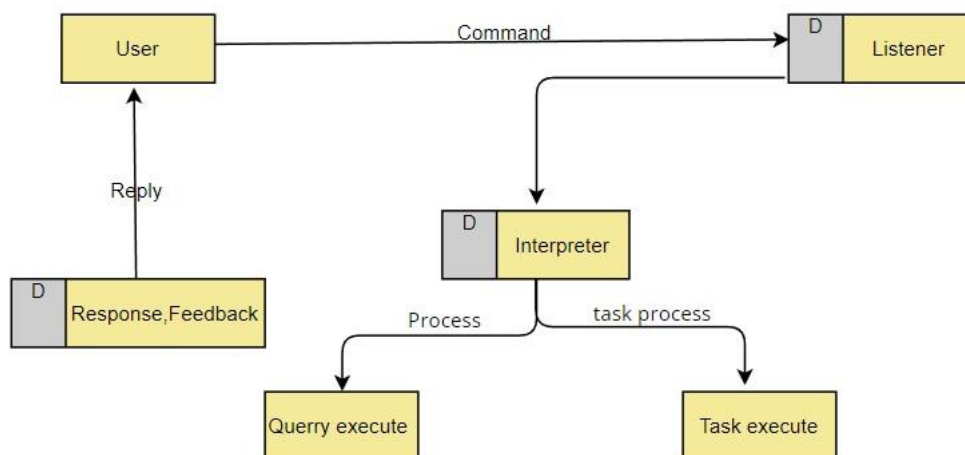 User
Command
D
Listener
Reply
D
Interpreter
D
Response,Feedback
Process
task process
Querry execute
Task execute